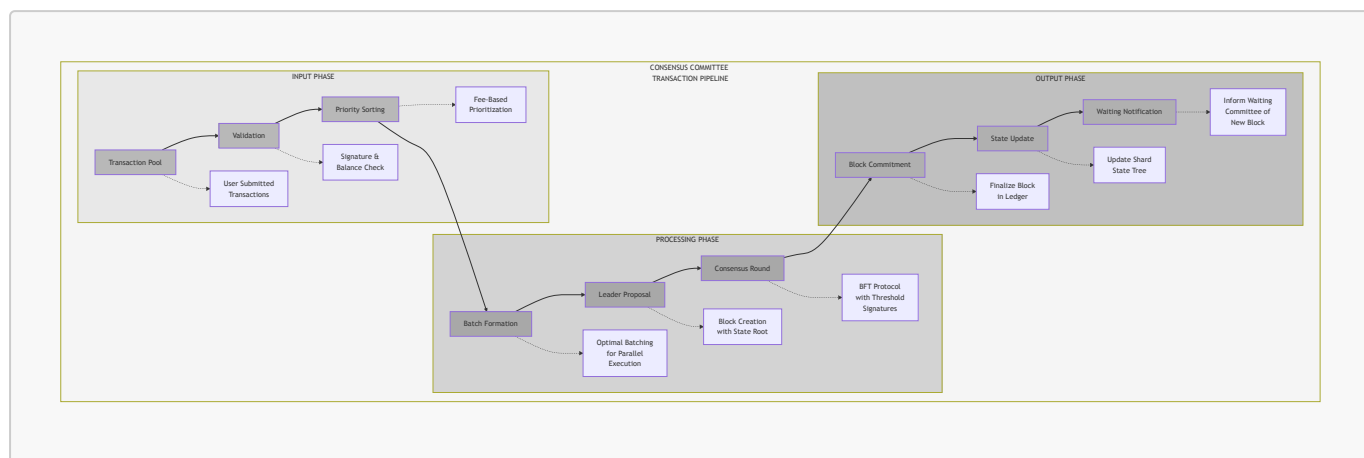 CONSENSUS COMMITTEE
TRANSACTION PIPELINE
INPUT PHASE
Transaction Pool
User Submitted
Transactions
Validation
Signature &
Balance Check
Priority Sorting
Fee-Based
Prioritization
PROCESSING PHASE
Batch Formation
Optimal Batching
for Parallel
Execution
Leader Proposal
Block Creation
with State Root
Consensus Round
BFT Protocol
with Threshold
Signatures
OUTPUT PHASE
Block Commitment
Finalize Block
in Ledger
State Update
Update Shard
State Tree
Waiting Notification
Inform Waiting
Committee of
New Block